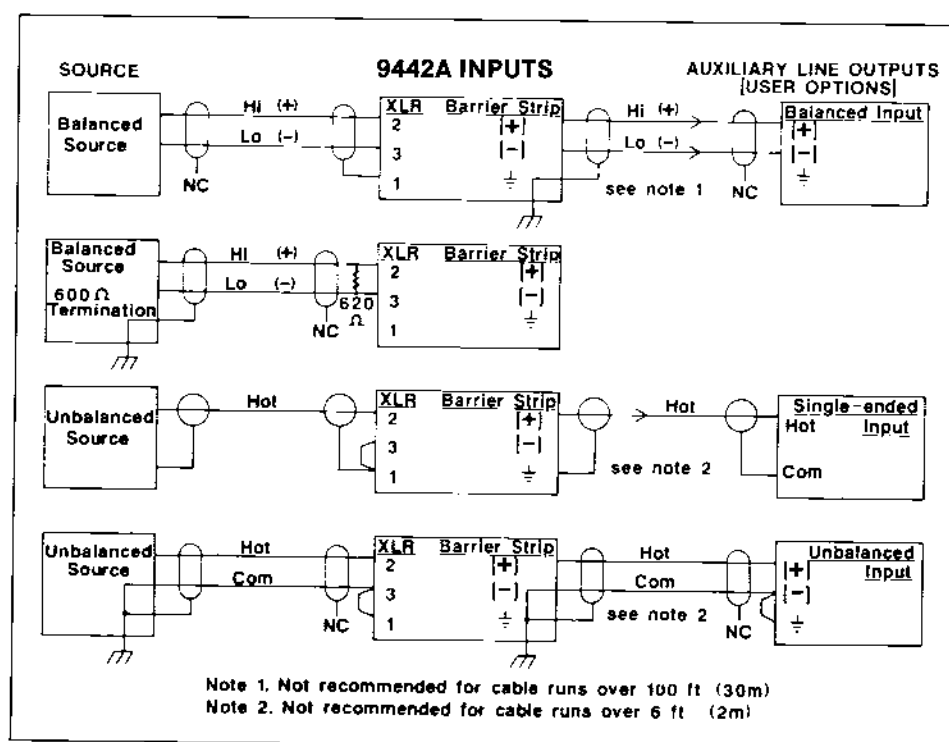 SOURCE
9442A INPUTS
AUXILIARY LINE OUTPUTS
[USER OPTIONS]
Balanced
Source
Hi (+)
Lo (-)
NC
XLR Barrier Strip
2 [+]
3 [-]
1
Hi (+)
Lo (-)
see note 1
NC
Balanced Input
[+]
[-]
Balanced
Source
600Ω
Termination
Hi (+)
Lo (-)
NC
620
Ω
XLR Barrier Strip
2 [+]
3 [-]
1
Unbalanced
Source
Hot
XLR Barrier Strip
2 [+]
3 [-]
1
Hot
see note 2
Single-ended
Hot Input
Com
Unbalanced
Source
Hot
Com
NC
XLR Barrier Strip
2 [+]
3 [-]
1
Hot
Com
see note 2
NC
Unbalanced
Input
[+]
[-]
Note 1. Not recommended for cable runs over 100 ft (30m)
Note 2. Not recommended for cable runs over 6 ft (2m)